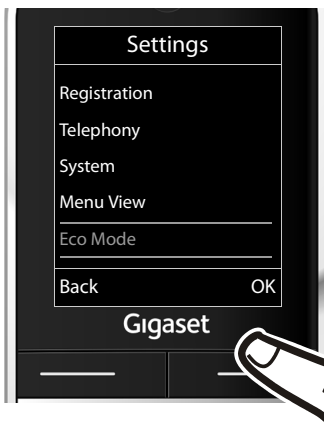 Settings
Registration
Telephony
System
Menu View
Eco Mode
Back OK
Gigaset